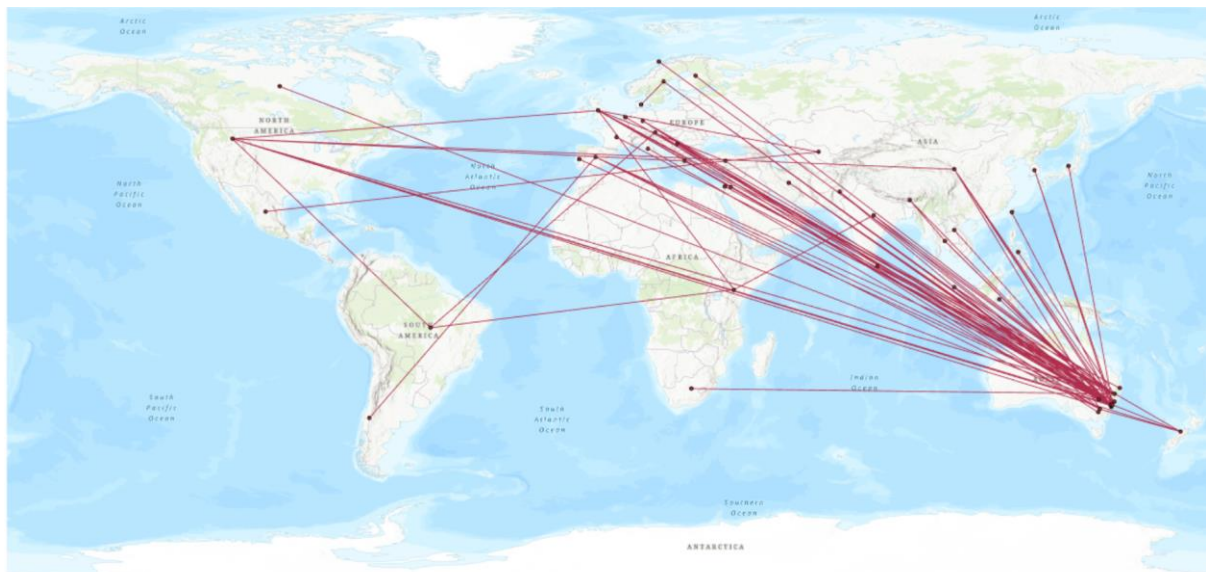 Arctic
Ocean
Arctic
Ocean
NORTH
AMERICA
EUROPE
ASIA
North
Pacific
Ocean
North
Atlantic
Ocean
North
Pacific
Ocean
AFRICA
SOUTH
AMERICA
Indian
Ocean
South
Pacific
Ocean
South
Atlantic
Ocean
Southern
Ocean
ANTARCTICA